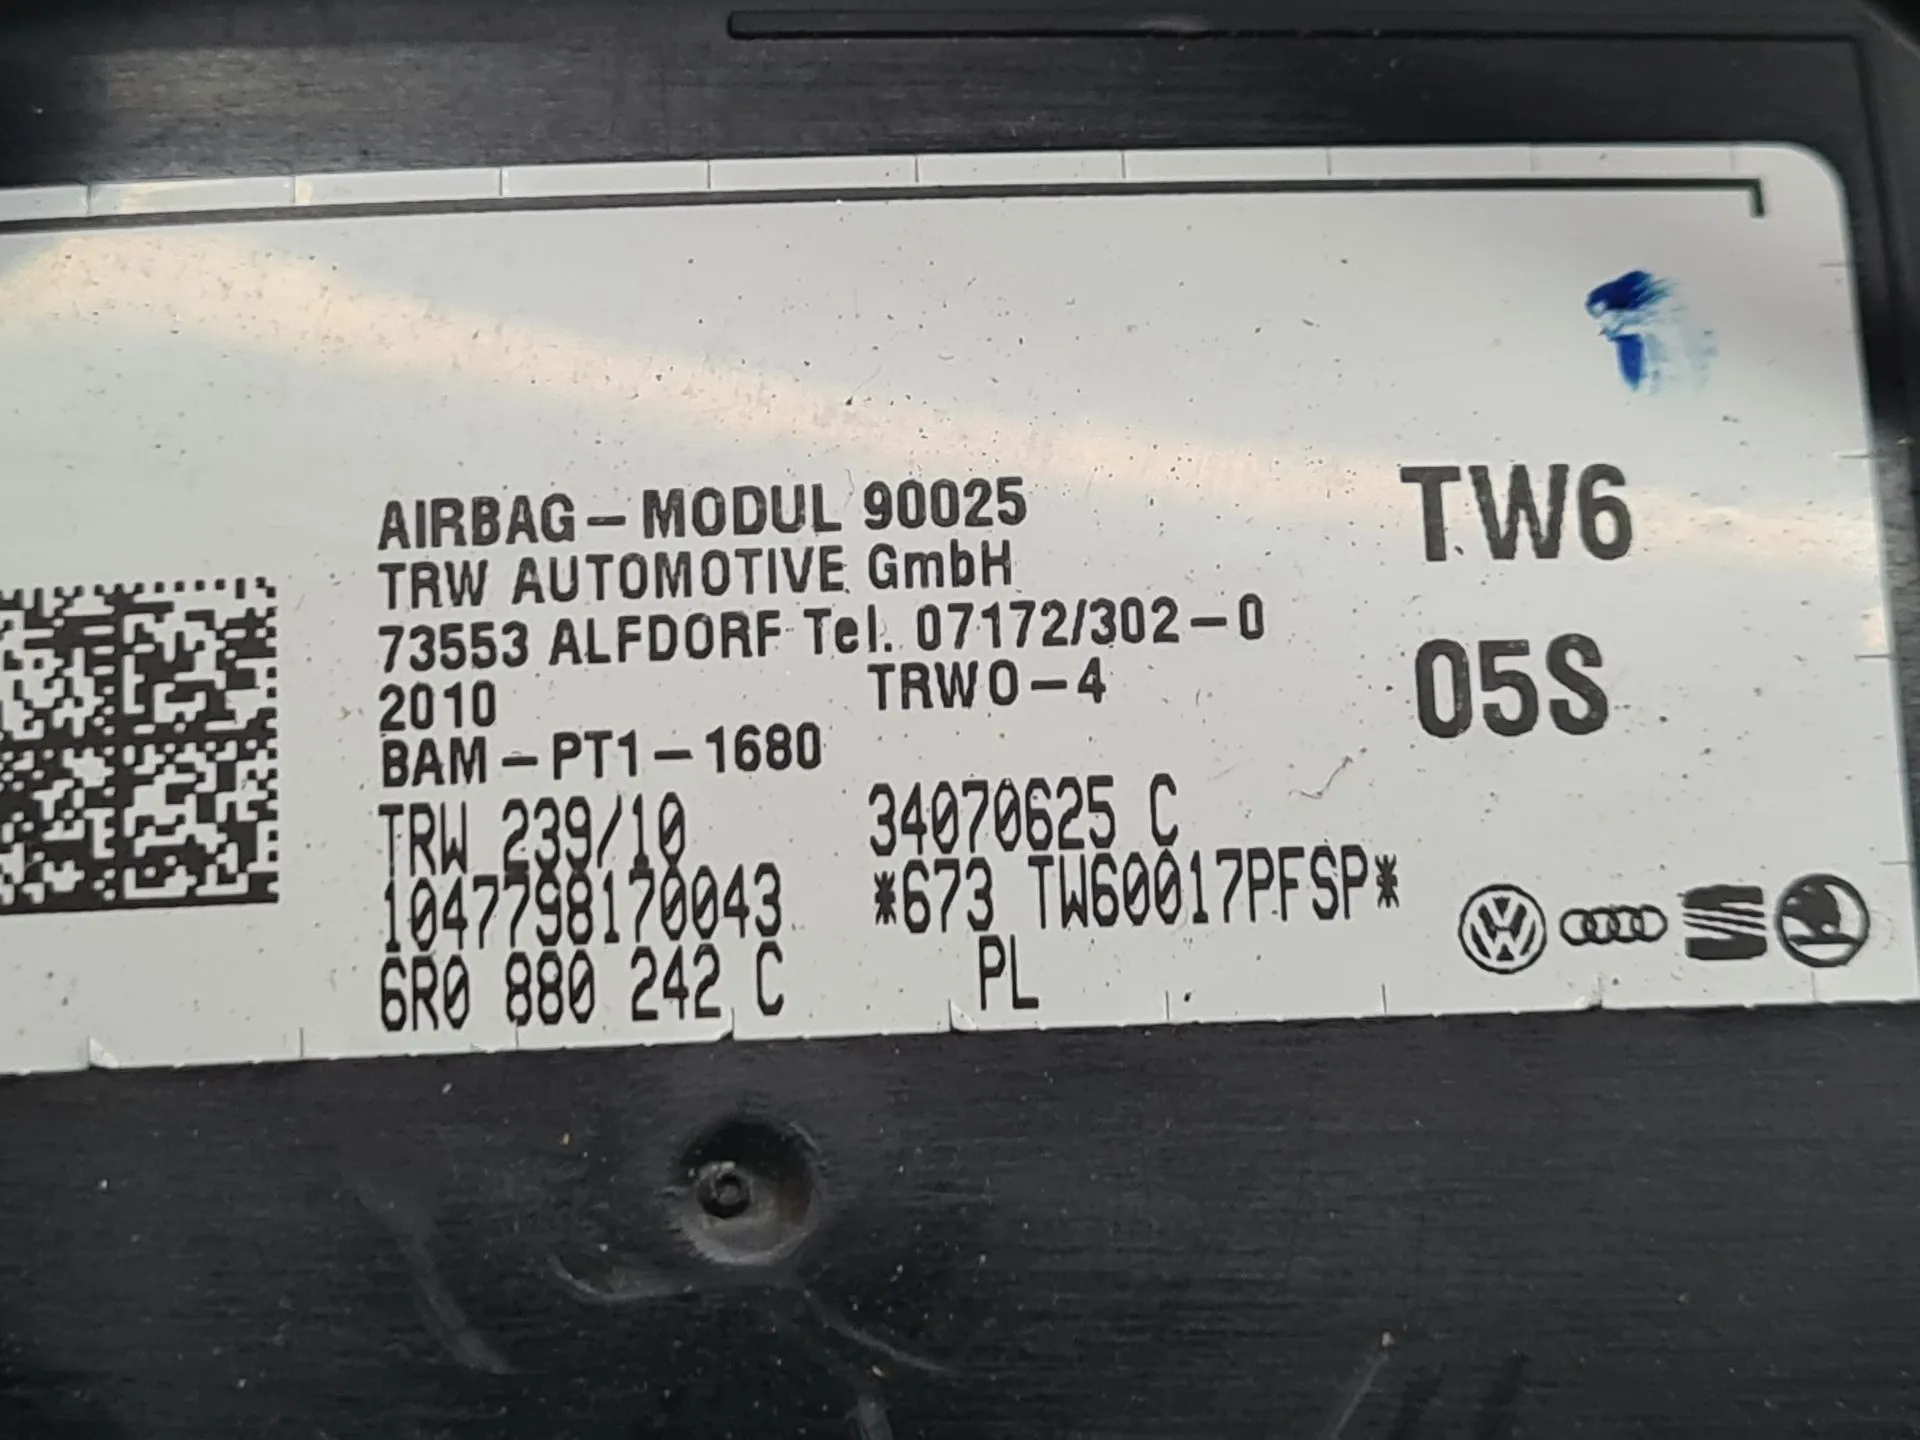 AIRBAG-MODUL 90025
TRW AUTOMOTIVE GmbH
73553 ALFDORF Tel. 07172/302-0
2010 TRWO-4
BAM-PT1-1680
TRW 239/10 34070625 C
1047798170043 *673 TW60017PFSP*
6R0 880 242 C PL
TW6
05S